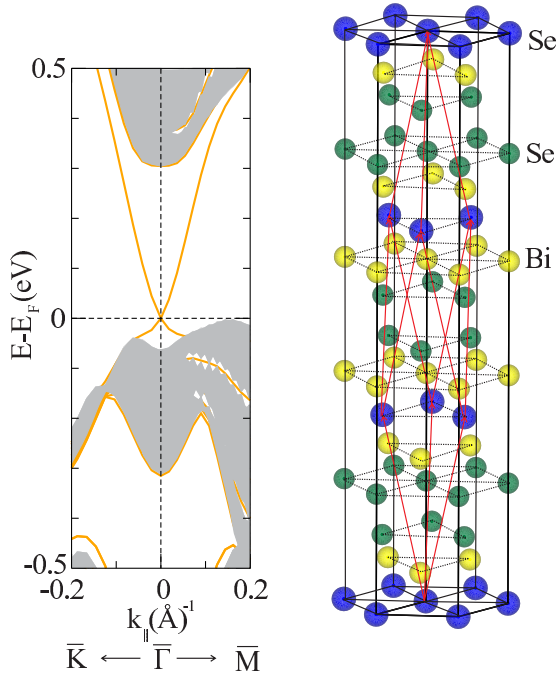 0.5
0
-0.5
E-E_F(eV)
-0.2
0
0.2
k_∥(Å)^-1
K̅ ← Γ̅ → M̅
Se
Se
Bi